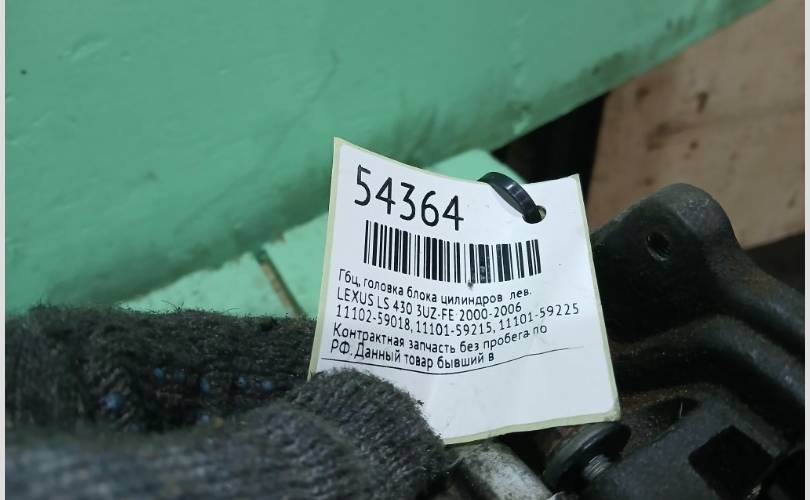 54364
Гбц, головка блока цилиндров лев.
LEXUS LS 430 3UZ-FE 2000-2006
11102-59018, 11101-59215, 11101-59225
Контрактная запчасть без пробега по
РФ. Данный товар бывший в